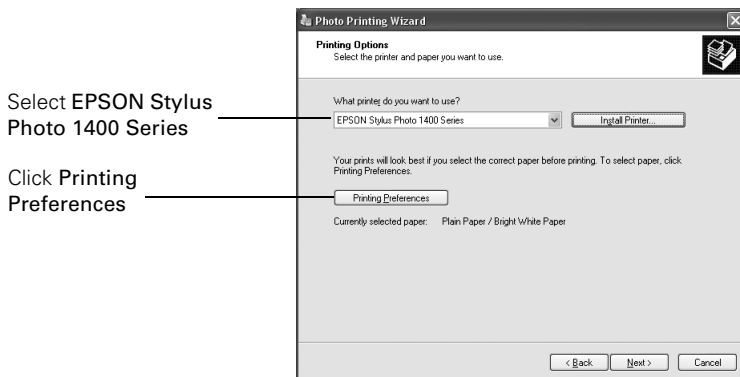 Photo Printing Wizard
Printing Options
Select the printer and paper you want to use.
What printer do you want to use?
EPSON Stylus Photo 1400 Series
Install Printer...
Your prints will look best if you select the correct paper before printing. To select paper, click
Printing Preferences.
Printing Preferences
Currently selected paper: Plain Paper / Bright White Paper
< Back Next > Cancel
Select EPSON Stylus
Photo 1400 Series
Click Printing
Preferences